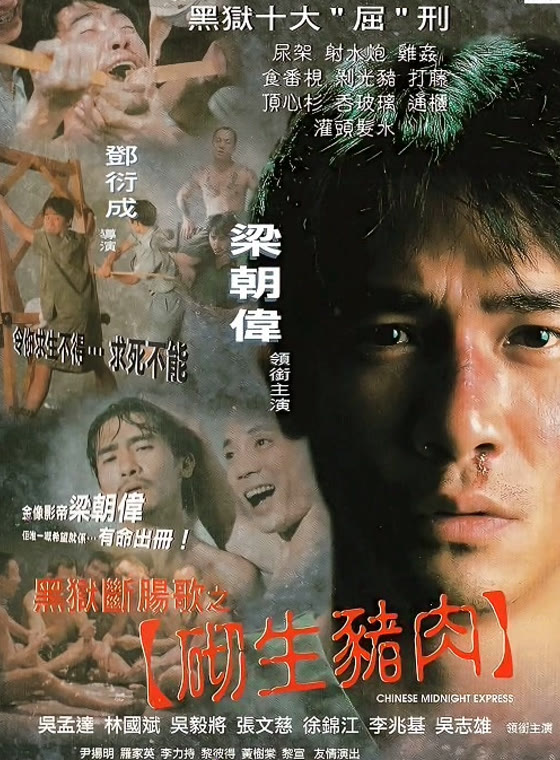 黑獄十大"屈"刑
尿架 射水炮 雞姦
食番梘 剝光豬 打藤
頂心杉 吞玻璃 通櫃
灌頭髮水
鄧衍成
導演
梁朝偉
領銜主演
令你求生不得…求死不能
金像影帝梁朝偉
但唯一嘅希望就係…有命出冊！
黑獄斷腸歌之
【砌生豬肉】
CHINESE MIDNIGHT EXPRESS
吳孟達 林國斌 吳毅將 張文慈 徐錦江 李兆基 吳志雄 領銜主演
尹揚明 羅家英 李力持 黎彼得 黃樹棠 黎宣 友情演出